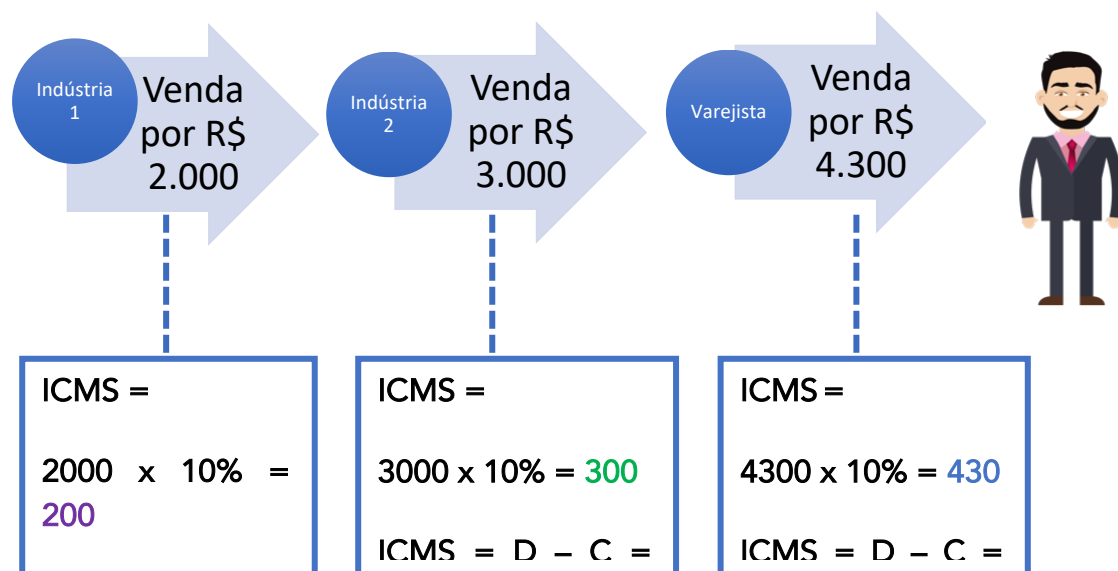 Indústria
1
Venda
por R$
2.000
Indústria
2
Venda
por R$
3.000
Varejista
Venda
por R$
4.300
ICMS =
2000 x 10% =
200
ICMS =
3000 x 10% = 300
ICMS = D – C =
ICMS =
4300 x 10% = 430
ICMS = D – C =